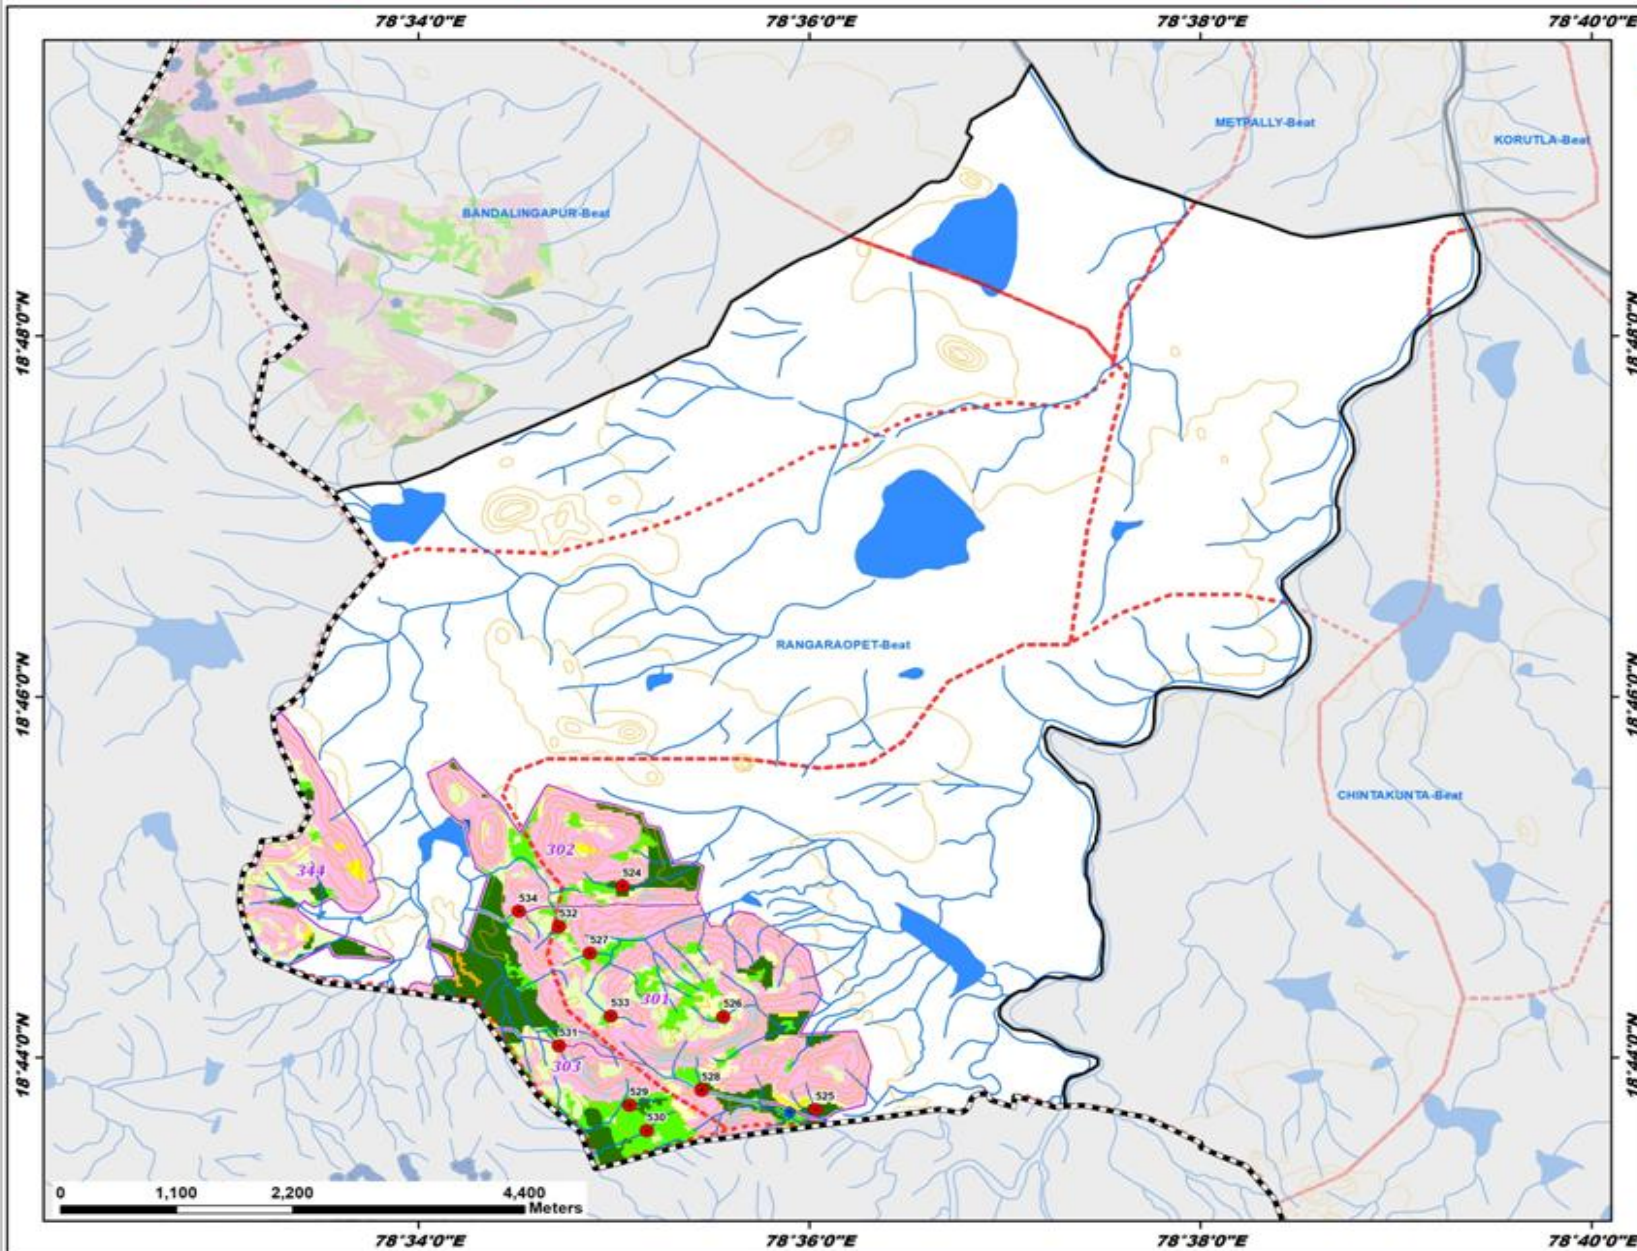 78°34'0"E
78°36'0"E
78°38'0"E
78°40'0"E
METPALLY-Beat
KORUTLA-Beat
BANDALINGAPUR-Beat
18°48'0"N
18°48'0"N
RANGARAOPET-Beat
18°46'0"N
18°46'0"N
CHINTAKUNTA-Beat
302
344
524
534
532
527
533
301
526
531
303
18°44'0"N
18°44'0"N
528
529
525
530
0
1,100
2,200
4,400
Meters
78°34'0"E
78°36'0"E
78°38'0"E
78°40'0"E